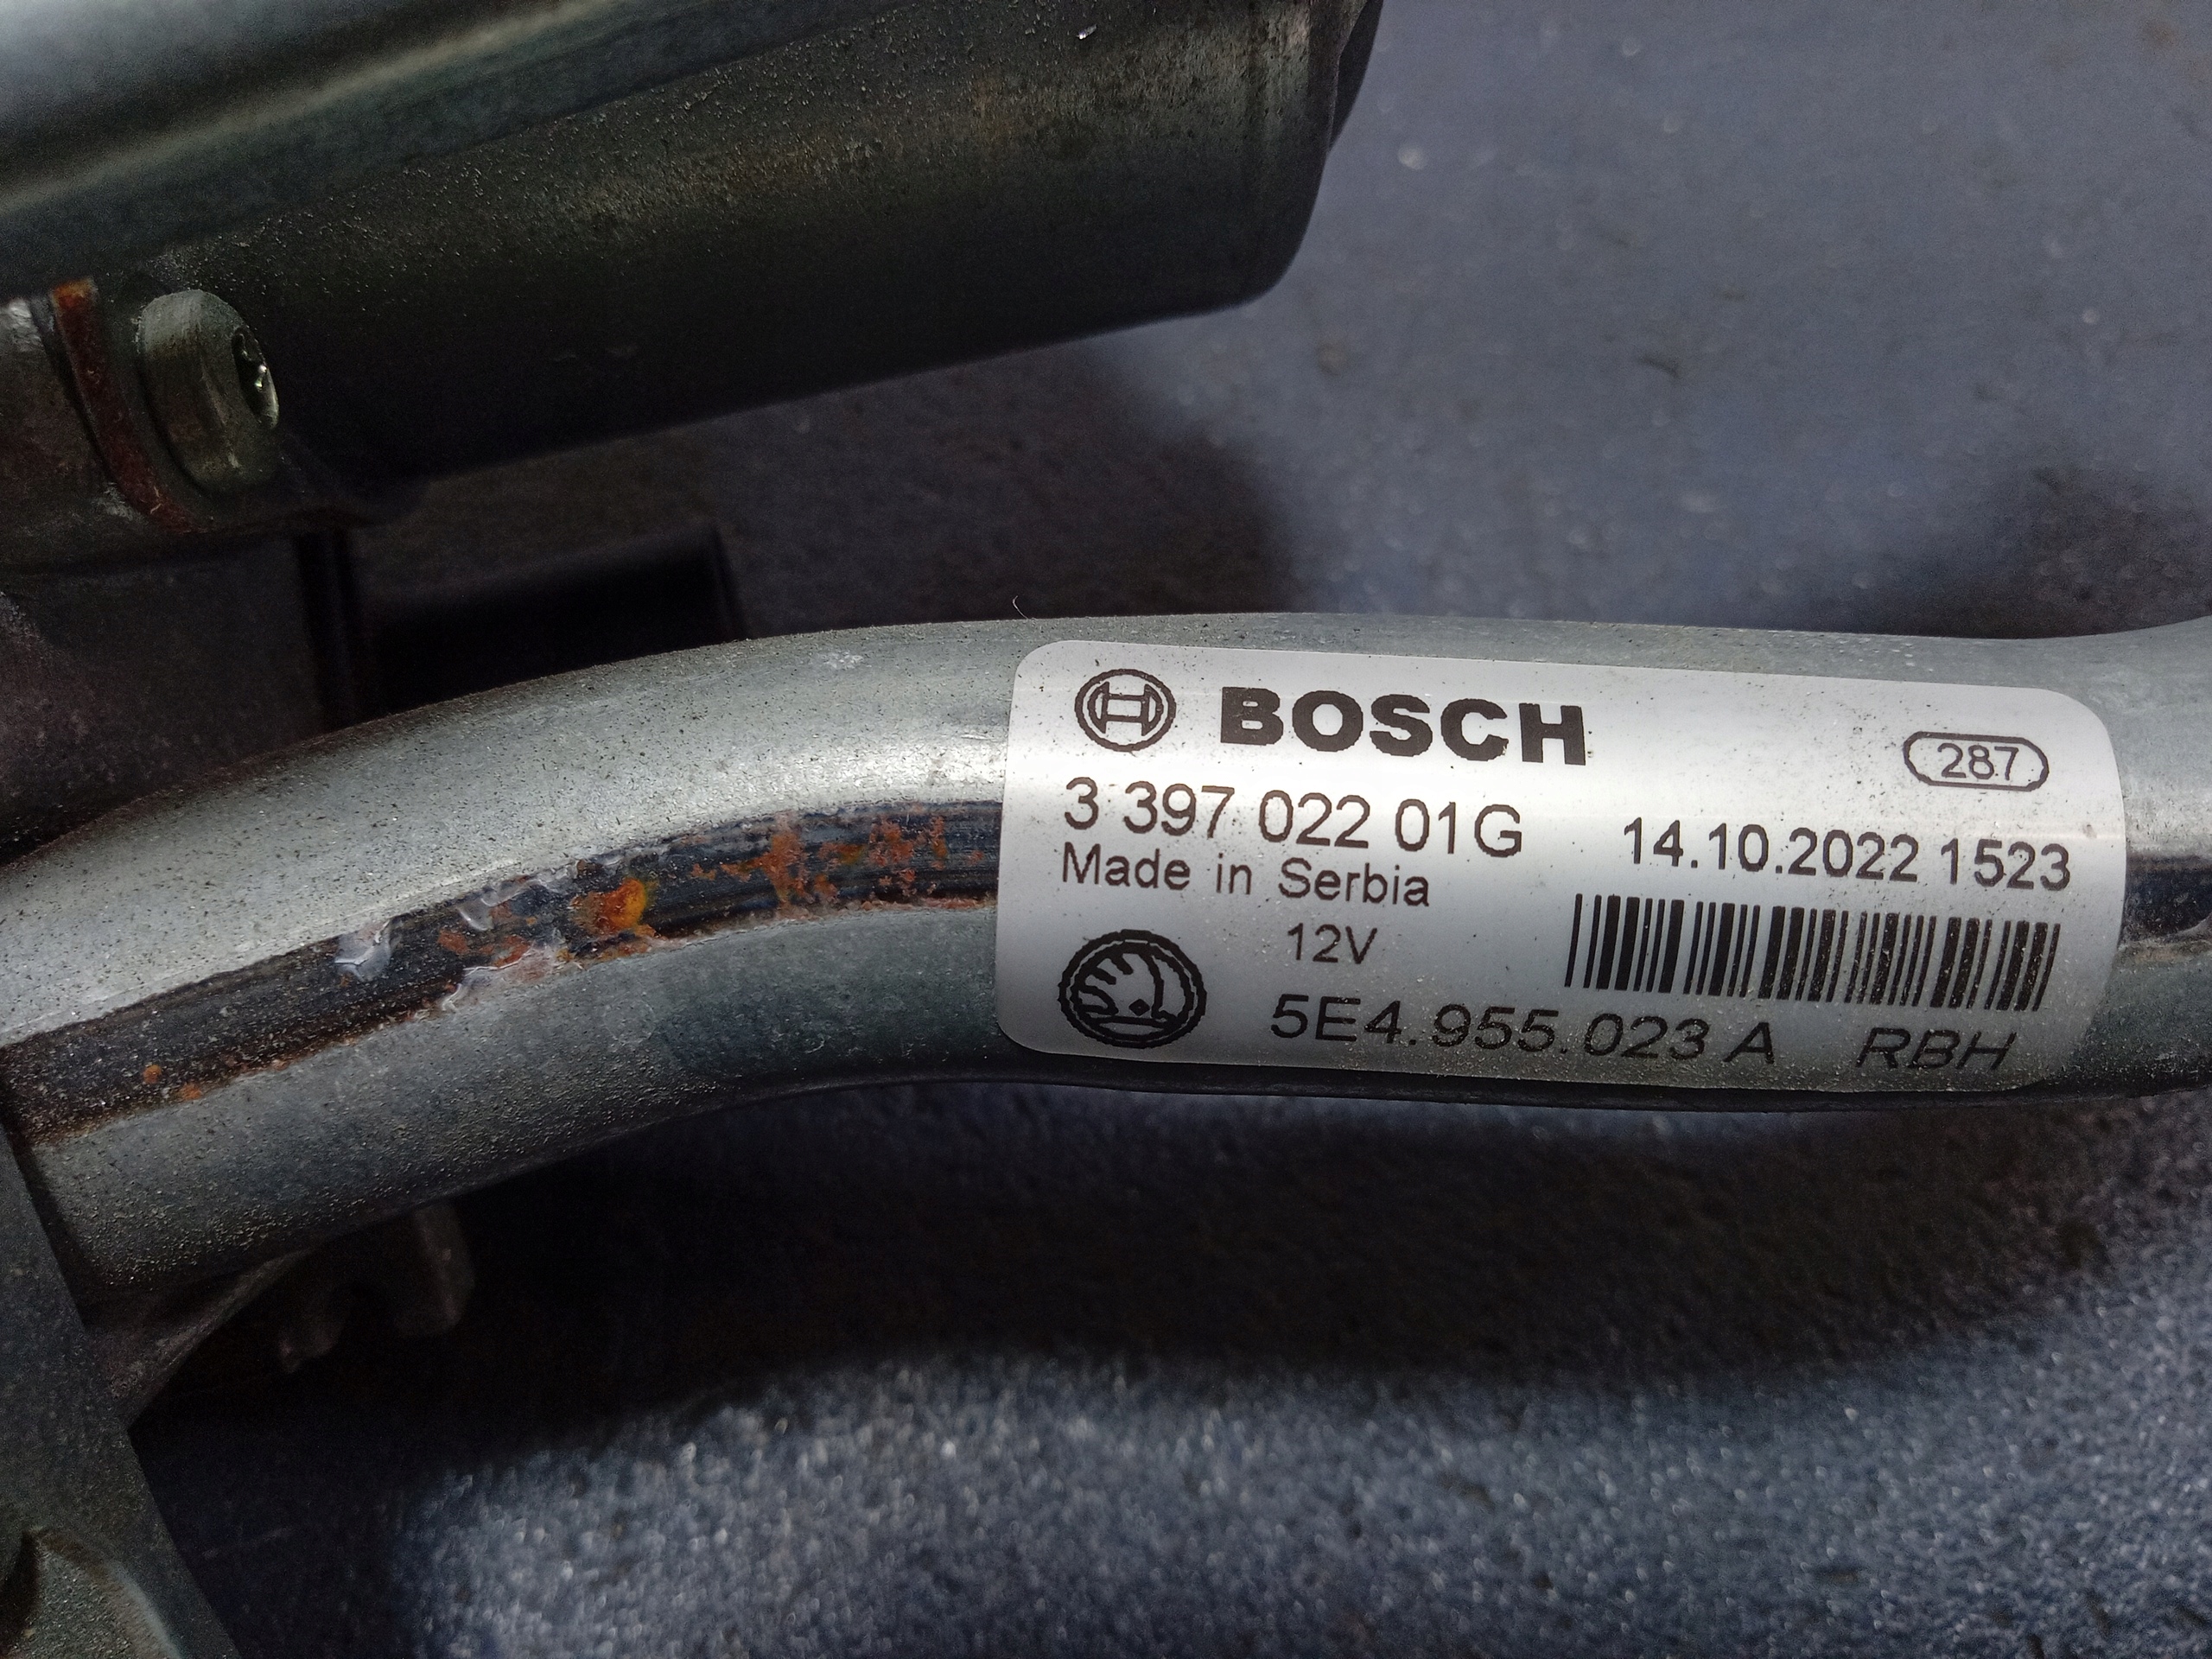 BOSCH
287
3 397 022 01G 14.10.2022 1523
Made in Serbia
12V
5E4.955.023 A RBH